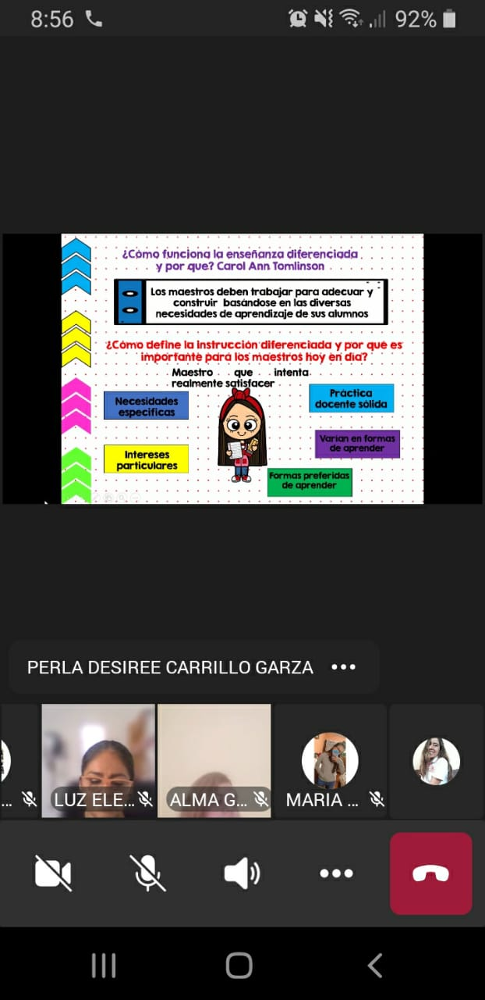 8:56
92%
¿Cómo funciona la enseñanza diferenciada
y por que? Carol Ann Tomlinson
Los maestros deben trabajar para adecuar y
construir basándose en las diversas
necesidades de aprendizaje de sus alumnos
¿Cómo define la instrucción diferenciada y por qué es
importante para los maestros hoy en día?
Maestro que intenta
realmente satisfacer
Necesidades
especificas
Práctica
docente sólida
Varían en formas
de aprender
Intereses
particulares
Formas preferidas
de aprender
PERLA DESIREE CARRILLO GARZA
...
LUZ ELE...
ALMA G...
MARIA ...